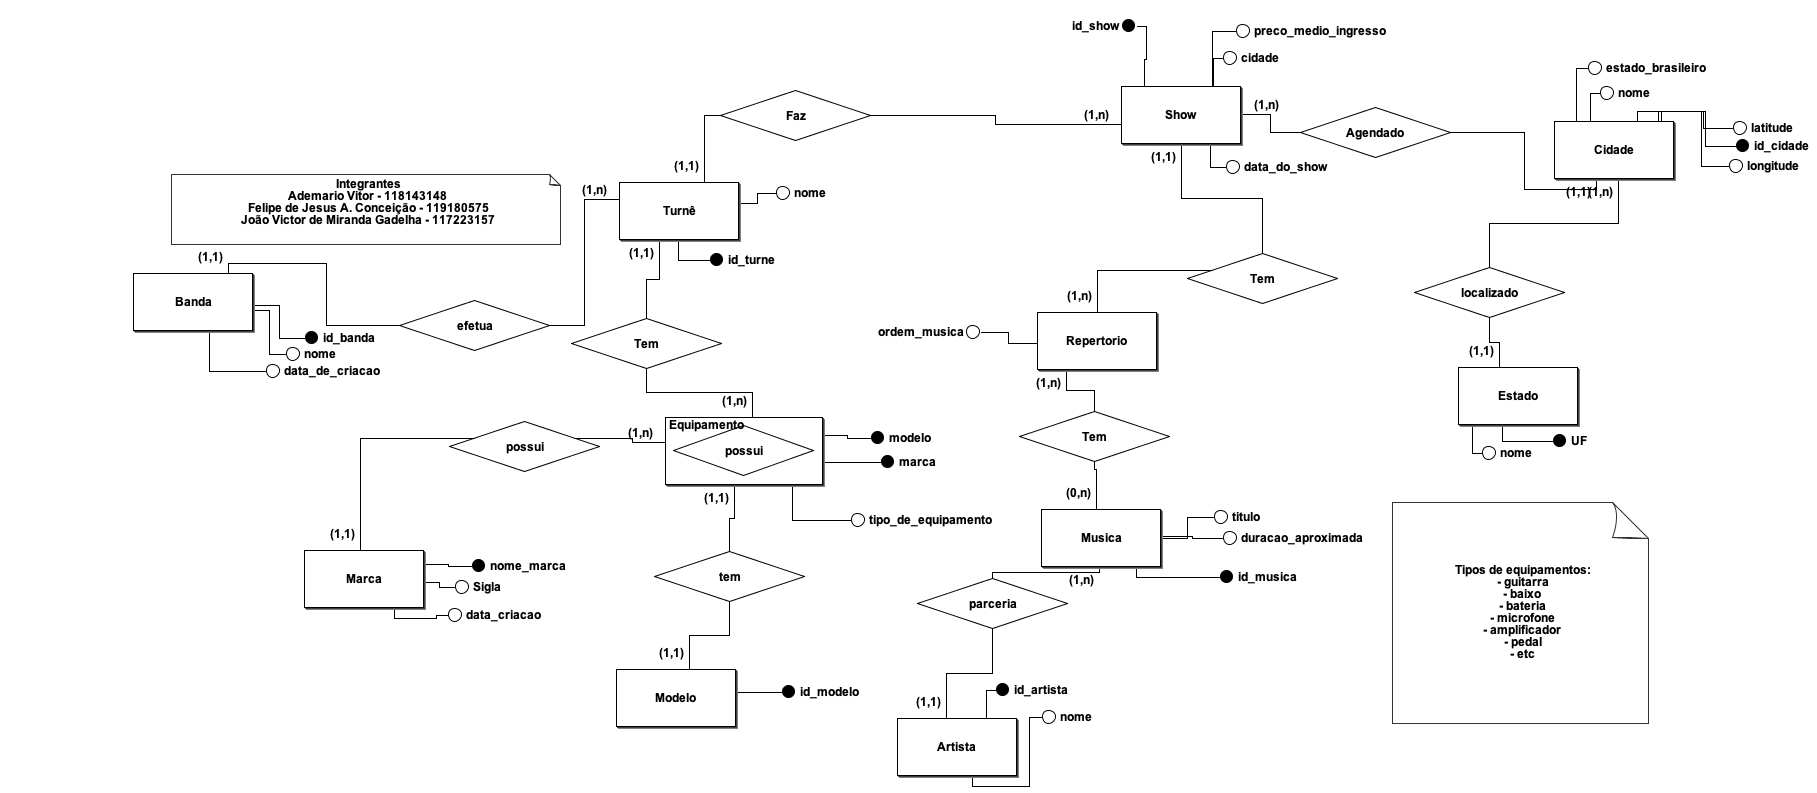 id_show
preco_medio_ingresso
cidade
estado_brasileiro
nome
Show
(1,n)
(1,n)
Faz
Agendado
latitude
id_cidade
longitude
Cidade
(1,1)
data_do_show
(1,1)
(1,n)
(1,1)
Integrantes
Ademario Vitor - 118143148
Felipe de Jesus A. Conceição - 119180575
João Victor de Miranda Gadelha - 117223157
(1,n)
nome
Turnê
(1,1)
id_turne
(1,1)
Banda
id_banda
nome
data_de_criacao
efetua
Tem
Tem
localizado
(1,n)
ordem_musica
Repertorio
(1,n)
(1,1)
Estado
UF
nome
(1,n)
Equipamento
possui
modelo
marca
tipo_de_equipamento
(1,n)
possui
(1,1)
Tem
(0,n)
Musica
titulo
duracao_aproximada
id_musica
(1,n)
(1,1)
Marca
nome_marca
Sigla
data_criacao
tem
parceria
Tipos de equipamentos:
- guitarra
- baixo
- bateria
- microfone
- amplificador
- pedal
- etc
(1,1)
Modelo
id_modelo
(1,1)
id_artista
nome
Artista